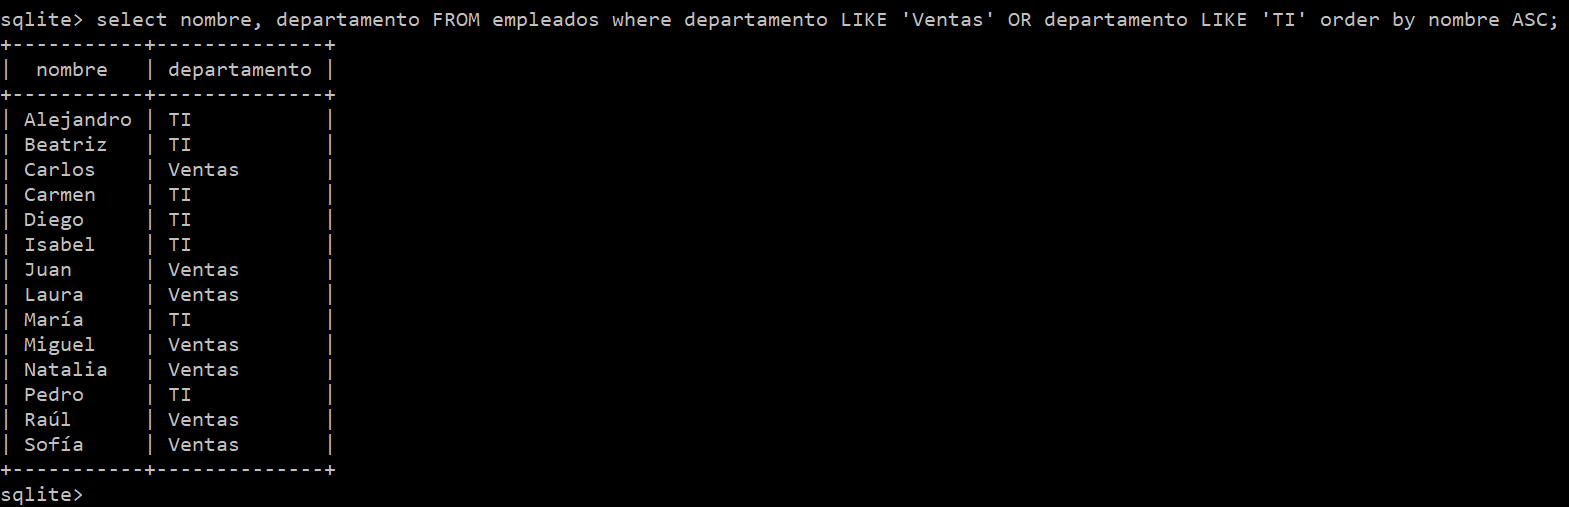 sqlite> select nombre, departamento FROM empleados where departamento LIKE 'Ventas' OR departamento LIKE 'TI' order by nombre ASC;
+-----------+--------------+
|  nombre   | departamento |
+-----------+--------------+
| Alejandro | TI           |
| Beatriz   | TI           |
| Carlos    | Ventas       |
| Carmen    | TI           |
| Diego     | TI           |
| Isabel    | TI           |
| Juan      | Ventas       |
| Laura     | Ventas       |
| María     | TI           |
| Miguel    | Ventas       |
| Natalia   | Ventas       |
| Pedro     | TI           |
| Raúl      | Ventas       |
| Sofía     | Ventas       |
+-----------+--------------+
sqlite>